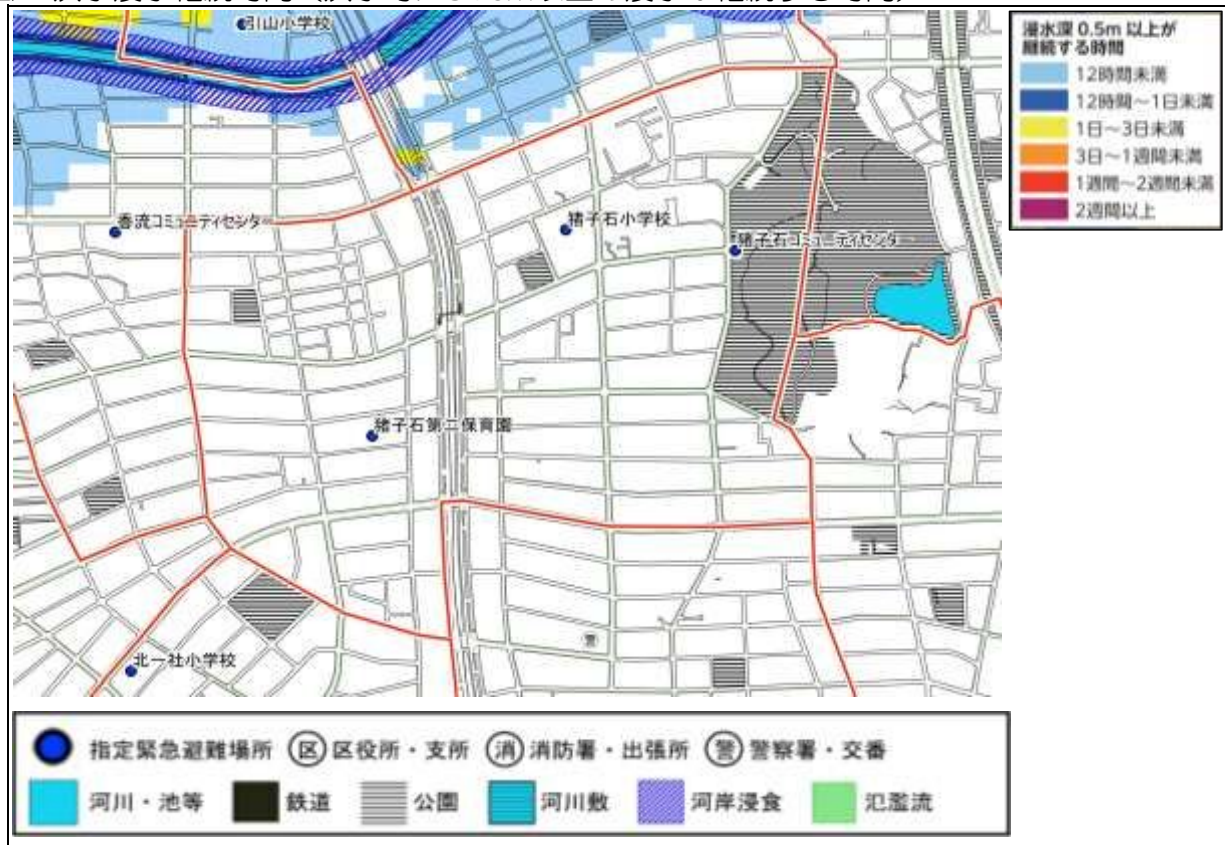 引山小学校
浸水深 0.5m 以上が
継続する時間
12時間未満
12時間～1日未満
1日～3日未満
3日～1週間未満
1週間～2週間未満
2週間以上
香流コミュニティセンター
猪子石小学校
猪子石コミュニティセンタ
猪子石第二保育園
警
北一社小学校
指定緊急避難場所 区 区役所・支所 消 消防署・出張所 警 警察署・交番
河川・池等 鉄道 公園 河川敷 河岸浸食 氾濫流